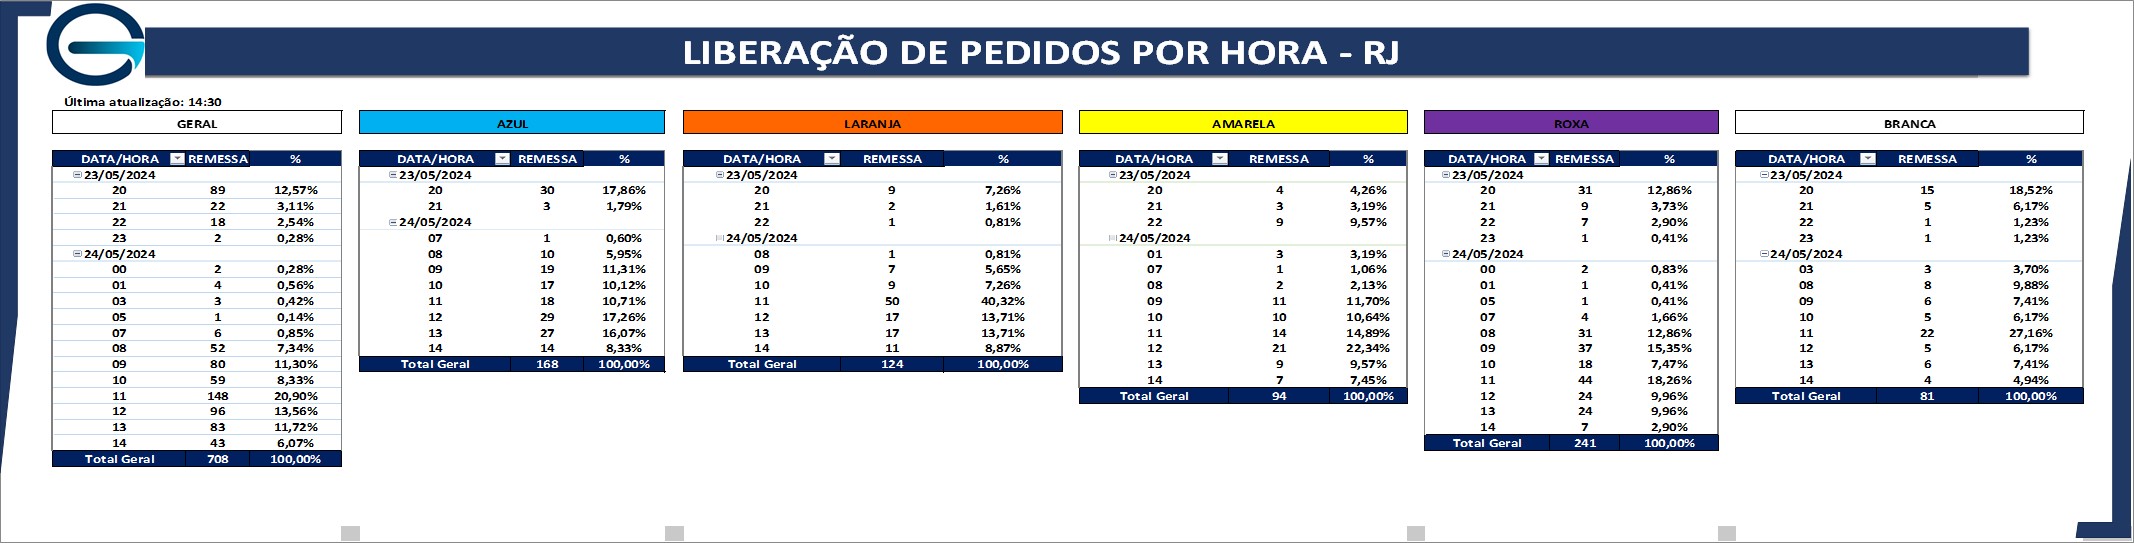 LIBERAÇÃO DE PEDIDOS POR HORA - RJ
Última atualização: 14:30
GERAL
DATA/HORA REMESSA %
23/05/2024
20 89 12,57%
21 22 3,11%
22 18 2,54%
23 2 0,28%
24/05/2024
00 2 0,28%
01 4 0,56%
03 3 0,42%
05 1 0,14%
07 6 0,85%
08 52 7,34%
09 80 11,30%
10 59 8,33%
11 148 20,90%
12 96 13,56%
13 83 11,72%
14 43 6,07%
Total Geral 708 100,00%
AZUL
DATA/HORA REMESSA %
23/05/2024
20 30 17,86%
21 3 1,79%
24/05/2024
07 1 0,60%
08 10 5,95%
09 19 11,31%
10 17 10,12%
11 18 10,71%
12 29 17,26%
13 27 16,07%
14 14 8,33%
Total Geral 168 100,00%
LARANJA
DATA/HORA REMESSA %
23/05/2024
20 9 7,26%
21 2 1,61%
22 1 0,81%
24/05/2024
08 1 0,81%
09 7 5,65%
10 9 7,26%
11 50 40,32%
12 17 13,71%
13 17 13,71%
14 11 8,87%
Total Geral 124 100,00%
AMARELA
DATA/HORA REMESSA %
23/05/2024
20 4 4,26%
21 3 3,19%
22 9 9,57%
24/05/2024
01 3 3,19%
07 1 1,06%
08 2 2,13%
09 11 11,70%
10 10 10,64%
11 14 14,89%
12 21 22,34%
13 9 9,57%
14 7 7,45%
Total Geral 94 100,00%
ROXA
DATA/HORA REMESSA %
23/05/2024
20 31 12,86%
21 9 3,73%
22 7 2,90%
23 1 0,41%
24/05/2024
00 2 0,83%
01 1 0,41%
05 1 0,41%
07 4 1,66%
08 31 12,86%
09 37 15,35%
10 18 7,47%
11 44 18,26%
12 24 9,96%
13 24 9,96%
14 7 2,90%
Total Geral 241 100,00%
BRANCA
DATA/HORA REMESSA %
23/05/2024
20 15 18,52%
21 5 6,17%
22 1 1,23%
23 1 1,23%
24/05/2024
03 3 3,70%
08 8 9,88%
09 6 7,41%
10 5 6,17%
11 22 27,16%
12 5 6,17%
13 6 7,41%
14 4 4,94%
Total Geral 81 100,00%